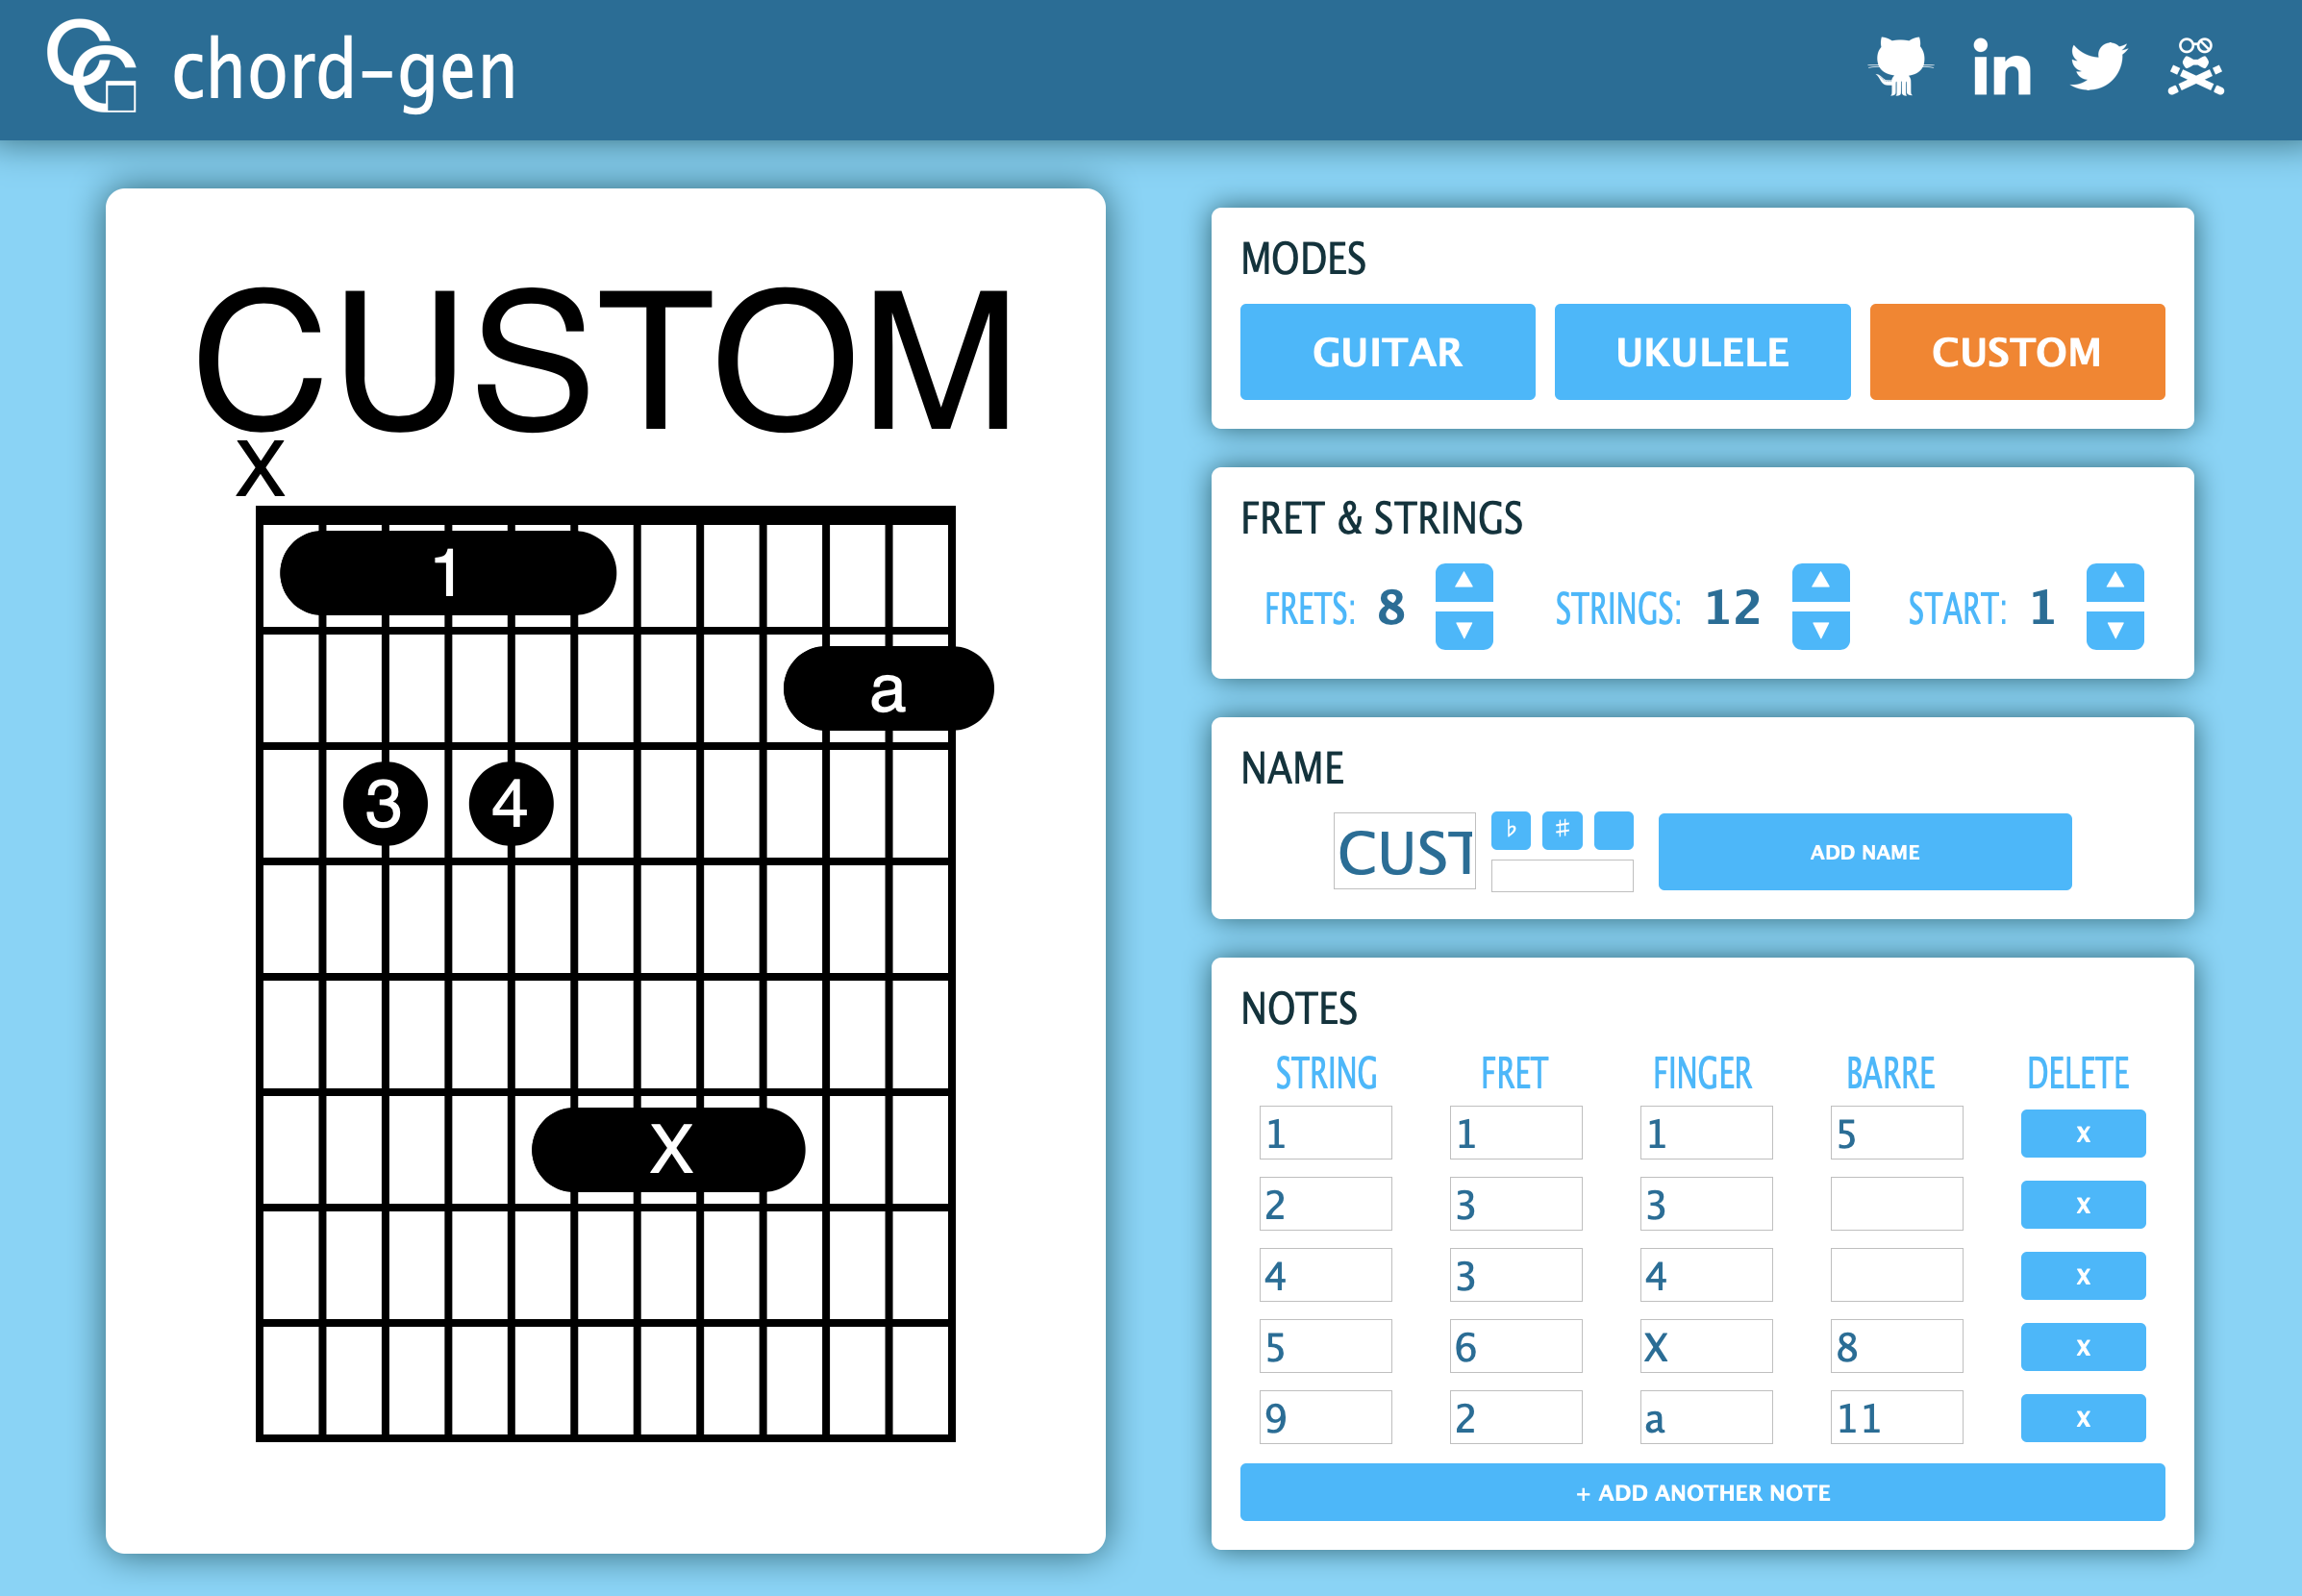 chord-gen
CUSTOM
X
1
a
3 4
X
MODES
GUITAR UKULELE CUSTOM
FRET & STRINGS
FRETS: 8 ▲ ▼ STRINGS: 12 ▲ ▼ START: 1 ▲ ▼
NAME
CUST ♭ ♯ ADD NAME
NOTES
STRING FRET FINGER BARRE DELETE
1 1 1 5 x
2 3 3 x
4 3 4 x
5 6 X 8 x
9 2 a 11 x
+ ADD ANOTHER NOTE